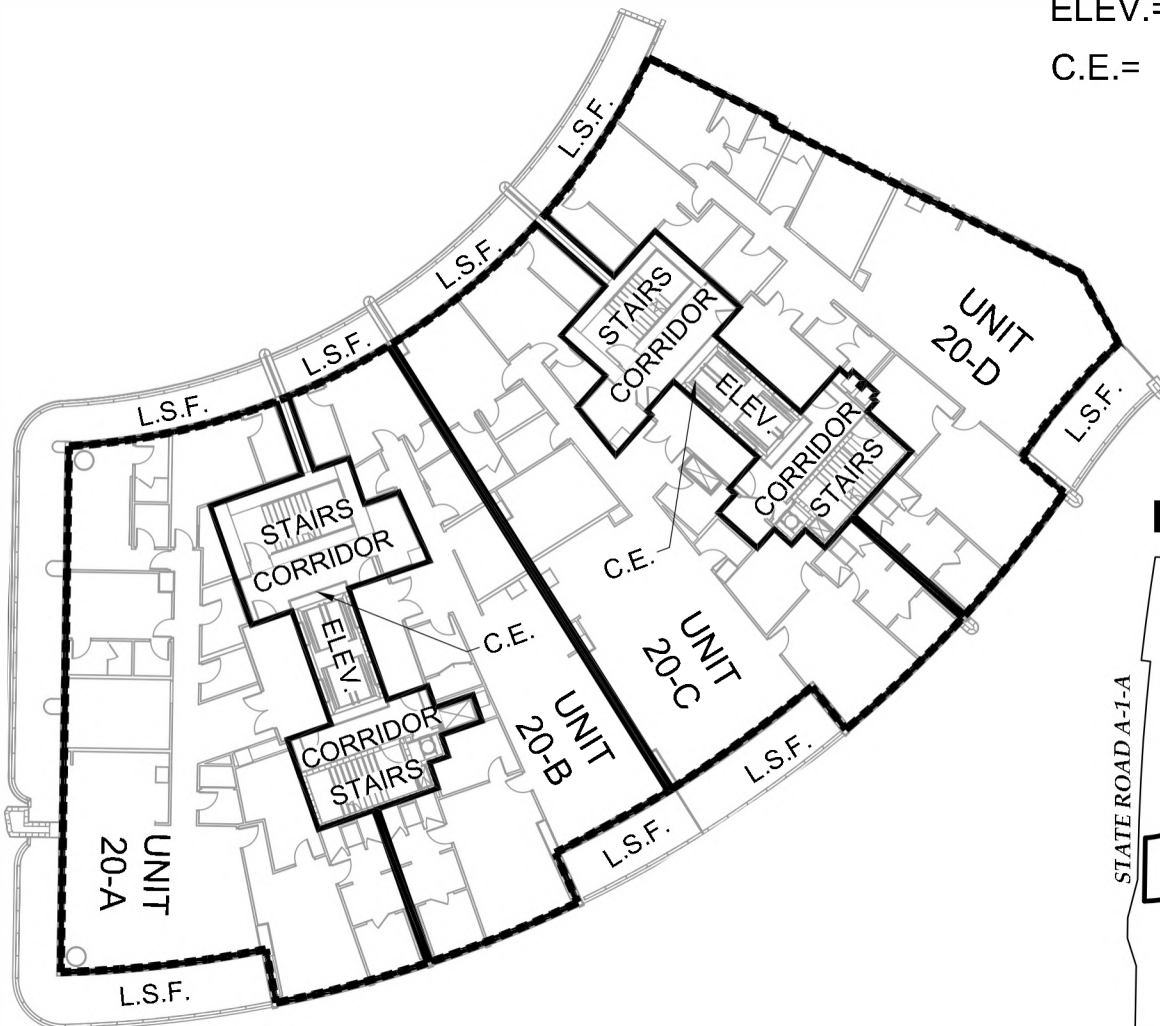 ELEV.=
C.E.=
L.S.F.
L.S.F.
L.S.F.
L.S.F.
STAIRS
CORRIDOR
UNIT
20-D
ELEV.
L.S.F.
CORRIDOR
STAIRS
STAIRS
CORRIDOR
C.E.
ELEV.
C.E.
UNIT
20-C
CORRIDOR
STAIRS
UNIT
20-B
L.S.F.
L.S.F.
UNIT
20-A
L.S.F.
STATE ROAD A-1-A